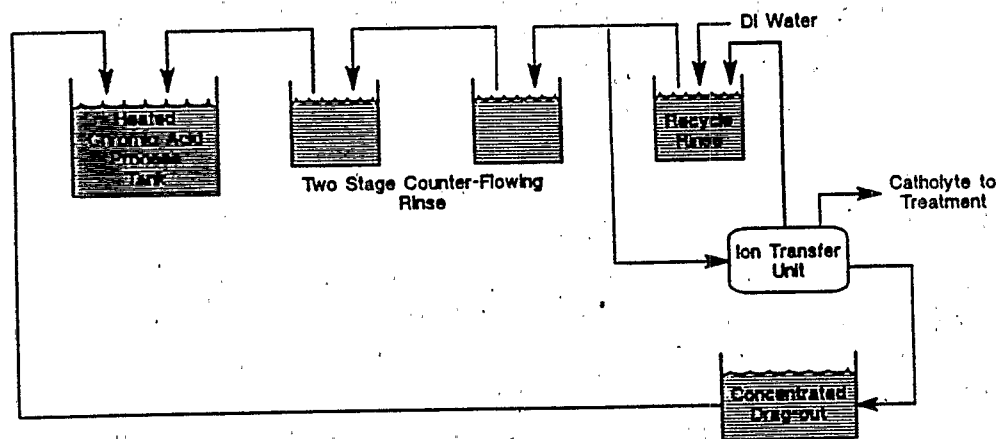 DI Water
Heated
Chromic Acid
Process
Tank
Recycle
Rinse
Two Stage Counter-Flowing
Rinse
Catholyte to
Treatment
Ion Transfer
Unit
Concentrated
Drag-out